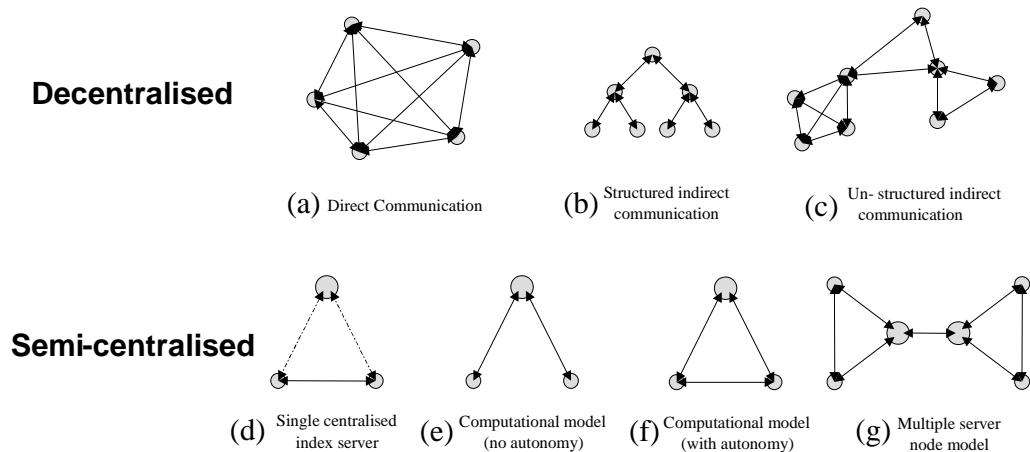 Decentralised
(a) Direct Communication
(b) Structured indirect
communication
(c) Un- structured indirect
communication
Semi-centralised
(d) Single centralised
index server
(e) Computational model
(no autonomy)
(f) Computational model
(with autonomy)
(g) Multiple server
node model